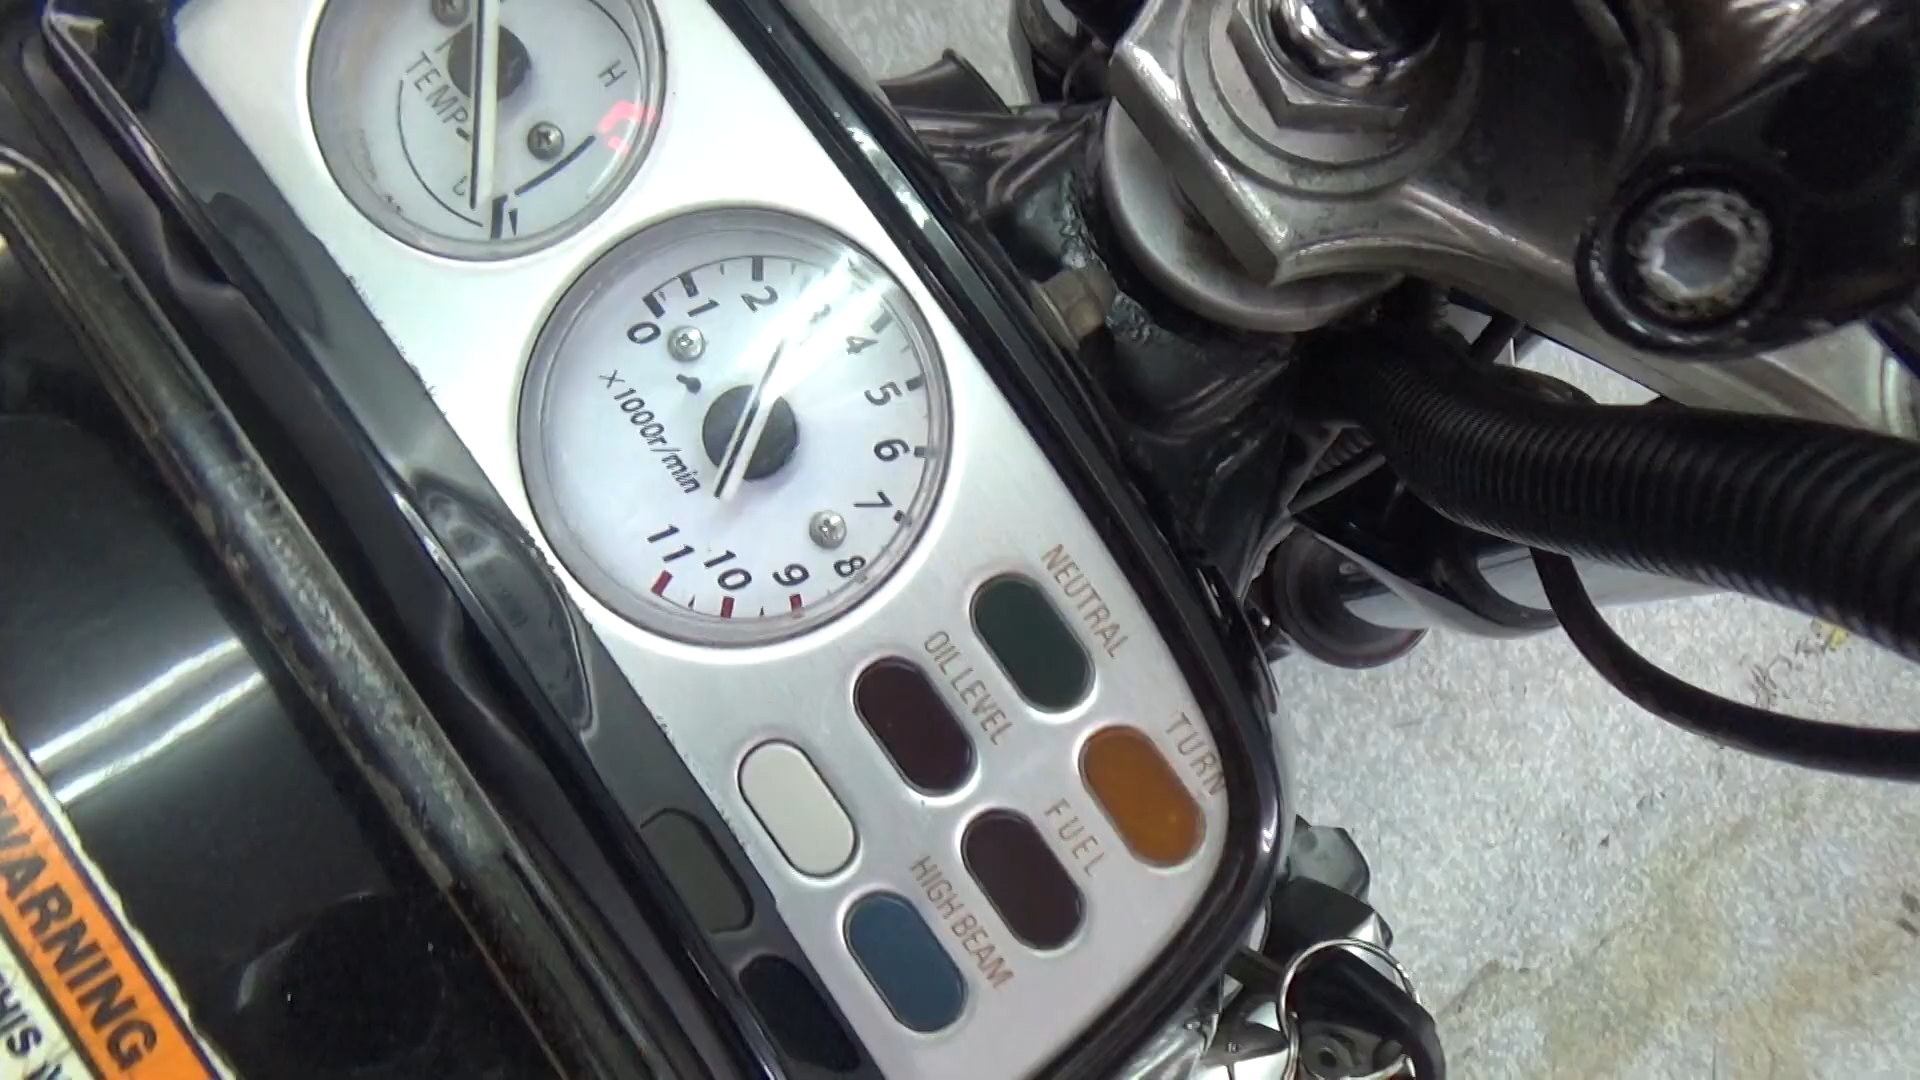 TEMP
H
0
1
2
3
4
5
6
7
8
9
10
11
x1000r/min
NEUTRAL
OIL LEVEL
TURN
FUEL
HIGH BEAM
WARNING